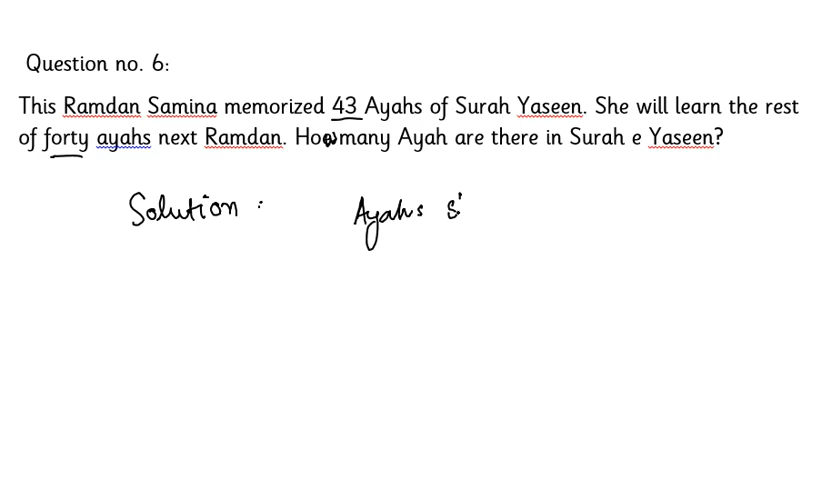 Question no. 6:
This Ramdan Samina memorized 43 Ayahs of Surah Yaseen. She will learn the rest
of forty ayahs next Ramdan. How many Ayah are there in Surah e Yaseen?
Solution : Ayahs